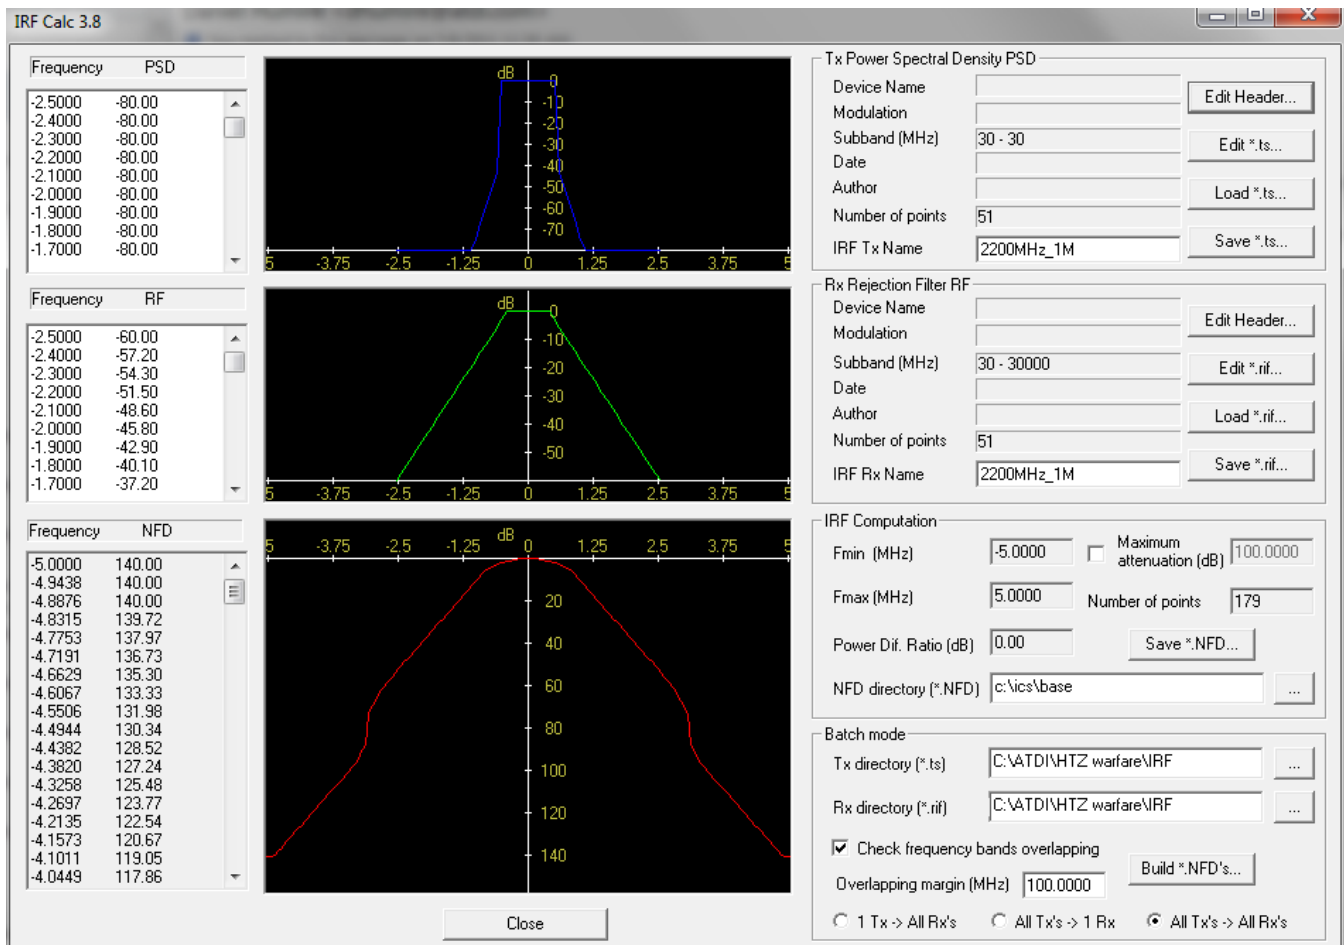 IRF Calc 3.8
Frequency PSD
-2.5000 -80.00
-2.4000 -80.00
-2.3000 -80.00
-2.2000 -80.00
-2.1000 -80.00
-2.0000 -80.00
-1.9000 -80.00
-1.8000 -80.00
-1.7000 -80.00
dB
0
-10
-20
-30
-40
-50
-60
-70
5 -3.75 -2.5 -1.25 0 1.25 2.5 3.75 5
Tx Power Spectral Density PSD
Device Name
Edit Header...
Modulation
Subband (MHz) 30 - 30
Edit *.ts...
Date
Author
Load *.ts...
Number of points 51
IRF Tx Name 2200MHz_1M
Save *.ts...
Frequency RF
-2.5000 -60.00
-2.4000 -57.20
-2.3000 -54.30
-2.2000 -51.50
-2.1000 -48.60
-2.0000 -45.80
-1.9000 -42.90
-1.8000 -40.10
-1.7000 -37.20
dB
0
-10
-20
-30
-40
-50
5 -3.75 -2.5 -1.25 0 1.25 2.5 3.75 5
Rx Rejection Filter RF
Device Name
Edit Header...
Modulation
Subband (MHz) 30 - 30000
Edit *.rif...
Date
Author
Load *.rif...
Number of points 51
IRF Rx Name 2200MHz_1M
Save *.rif...
Frequency NFD
-5.0000 140.00
-4.9438 140.00
-4.8876 140.00
-4.8315 139.72
-4.7753 137.97
-4.7191 136.73
-4.6629 135.30
-4.6067 133.33
-4.5506 131.98
-4.4944 130.34
-4.4382 128.52
-4.3820 127.24
-4.3258 125.48
-4.2697 123.77
-4.2135 122.54
-4.1573 120.67
-4.1011 119.05
-4.0449 117.86
dB
5 -3.75 -2.5 -1.25 0 1.25 2.5 3.75 5
20
40
60
80
100
120
140
Close
IRF Computation
Fmin (MHz) -5.0000
Maximum attenuation (dB) 100.0000
Fmax (MHz) 5.0000
Number of points 179
Power Dif. Ratio (dB) 0.00
Save *.NFD...
NFD directory (*.NFD) c:\ics\base ...
Batch mode
Tx directory (*.ts) C:\ATDI\HTZ warfare\IRF ...
Rx directory (*.rif) C:\ATDI\HTZ warfare\IRF ...
Check frequency bands overlapping
Overlapping margin (MHz) 100.0000
Build *.NFD's...
1 Tx -> All Rx's All Tx's -> 1 Rx All Tx's -> All Rx's